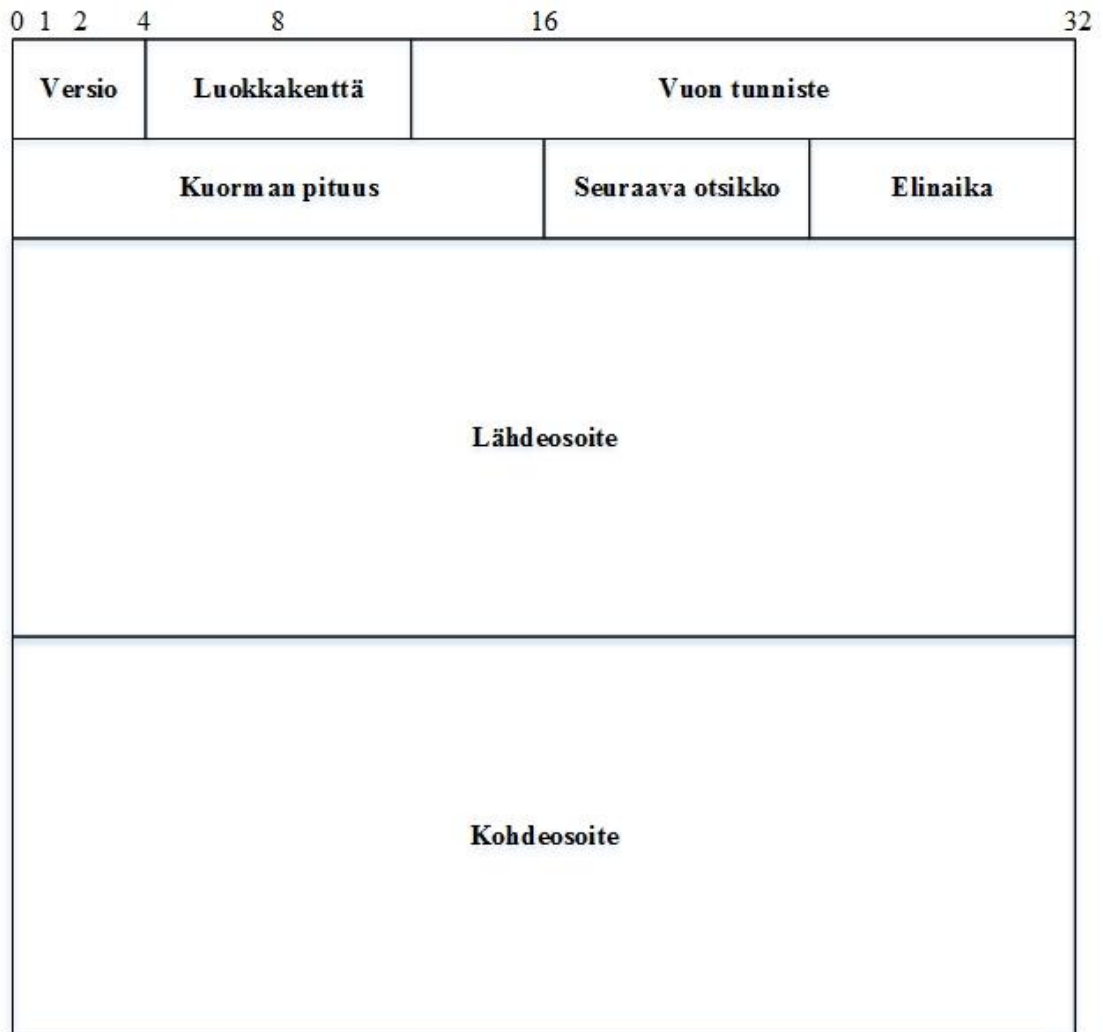 0 1 2 4 8 16 32
Versio Luokkakenttä Vuon tunniste
Kuorman pituus Seuraava otsikko Elinaika
Lähdeosoite
Kohdeosoite